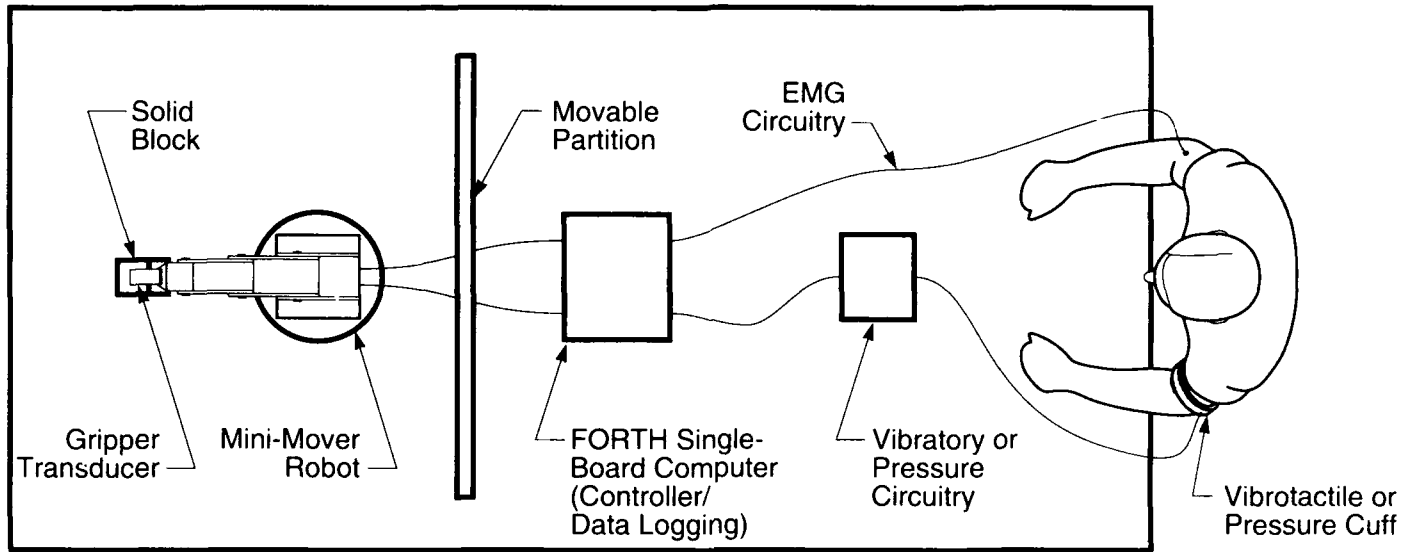 Solid
Block
Movable
Partition
EMG
Circuitry
Gripper
Transducer
Mini-Mover
Robot
FORTH Single-
Board Computer
(Controller/
Data Logging)
Vibratory or
Pressure
Circuitry
Vibrotactile or
Pressure Cuff